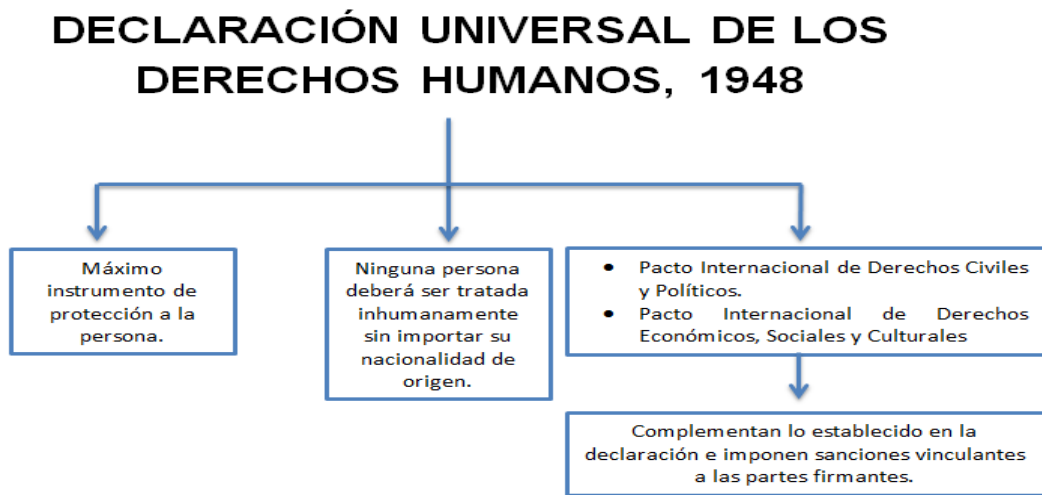 DECLARACIÓN UNIVERSAL DE LOS
DERECHOS HUMANOS, 1948
Máximo
instrumento de
protección a la
persona.
Ninguna persona
deberá ser tratada
inhumanamente
sin importar su
nacionalidad de
origen.
• Pacto Internacional de Derechos Civiles
y Políticos.
• Pacto Internacional de Derechos
Económicos, Sociales y Culturales
Complementan lo establecido en la
declaración e imponen sanciones vinculantes
a las partes firmantes.